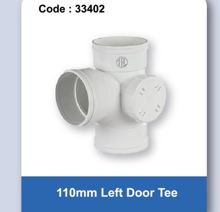 Code : 33402
110mm Left Door Tee